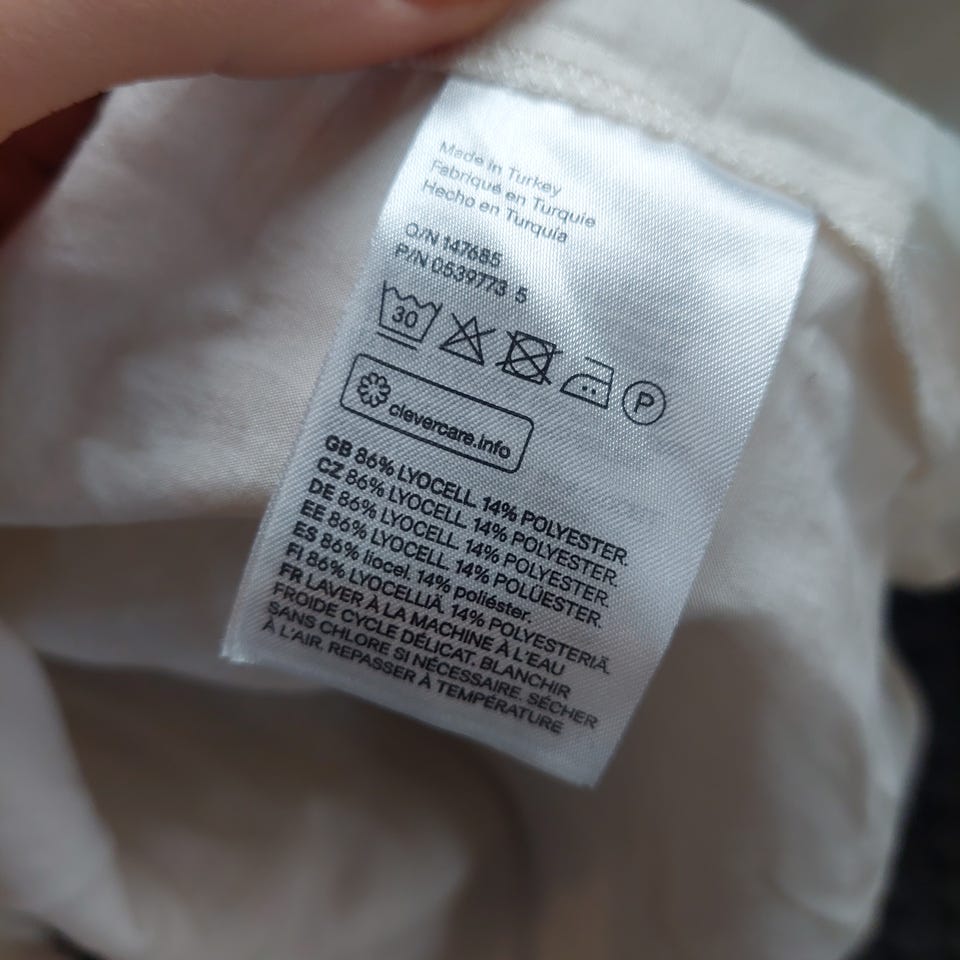 Made in Turkey
Fabriqué en Turquie
Hecho en Turquía
O/N 147685
P/N 0539773 5
30
P
clevercare.info
GB 86% LYOCELL. 14% POLYESTER.
CZ 86% LYOCELL. 14% POLYESTER.
DE 86% LYOCELL. 14% POLYESTER.
EE 86% LYOCELL. 14% POLÜESTER.
ES 86% liocel. 14% poliéster.
FI 86% LYOCELLIÄ. 14% POLYESTERIÄ.
FR LAVER À LA MACHINE À L'EAU
FROIDE CYCLE DÉLICAT. BLANCHIR
SANS CHLORE SI NÉCESSAIRE. SÉCHER
À L'AIR. REPASSER À TEMPÉRATURE